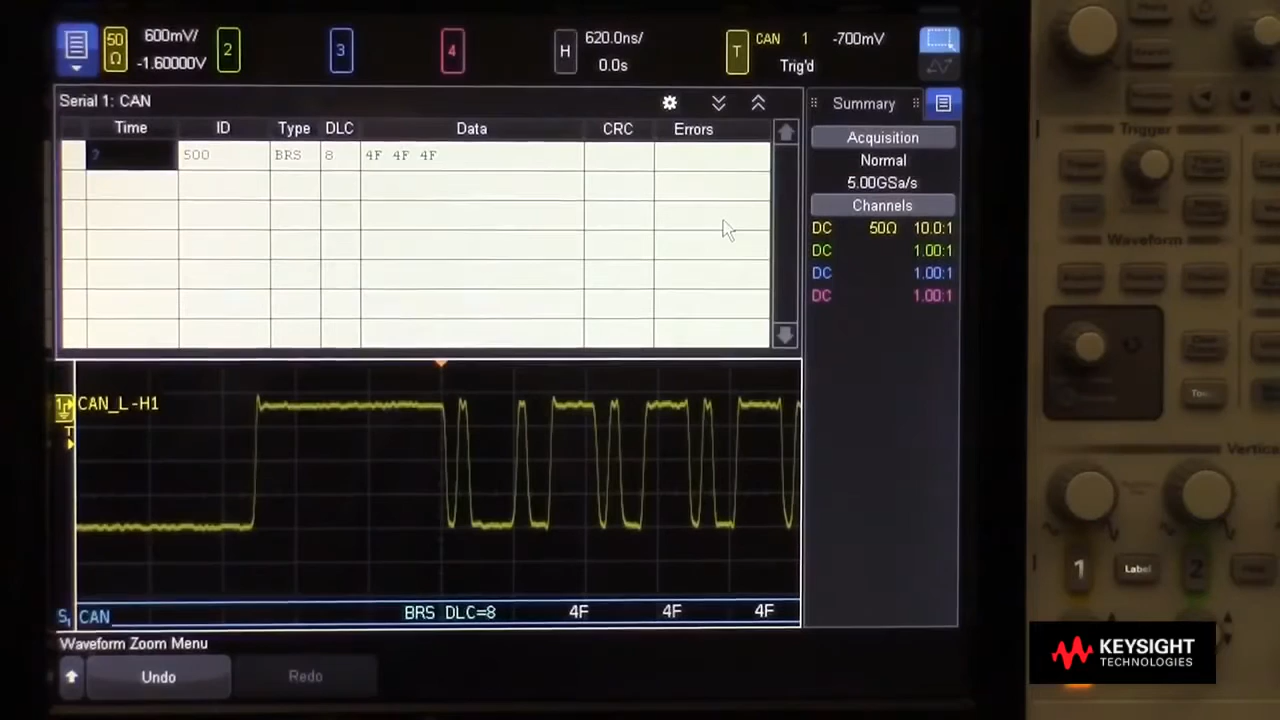 50
Ω
600mV/
-1.60000V
2
3
4
H
620.0ns/
0.0s
T
CAN 1
-700mV
Trig'd
Serial 1: CAN
Summary
Time ID Type DLC Data CRC Errors
500 BRS 8 4F 4F 4F
Acquisition
Normal
5.00GSa/s
Channels
DC 50Ω 10.0:1
DC 1.00:1
DC 1.00:1
DC 1.00:1
CAN_L-H1
T
BRS DLC=8 4F 4F 4F
S1 CAN
Waveform Zoom Menu
Undo
Redo
Trigger
Waveform
Vertica
1
Label
2
KEYSIGHT
TECHNOLOGIES